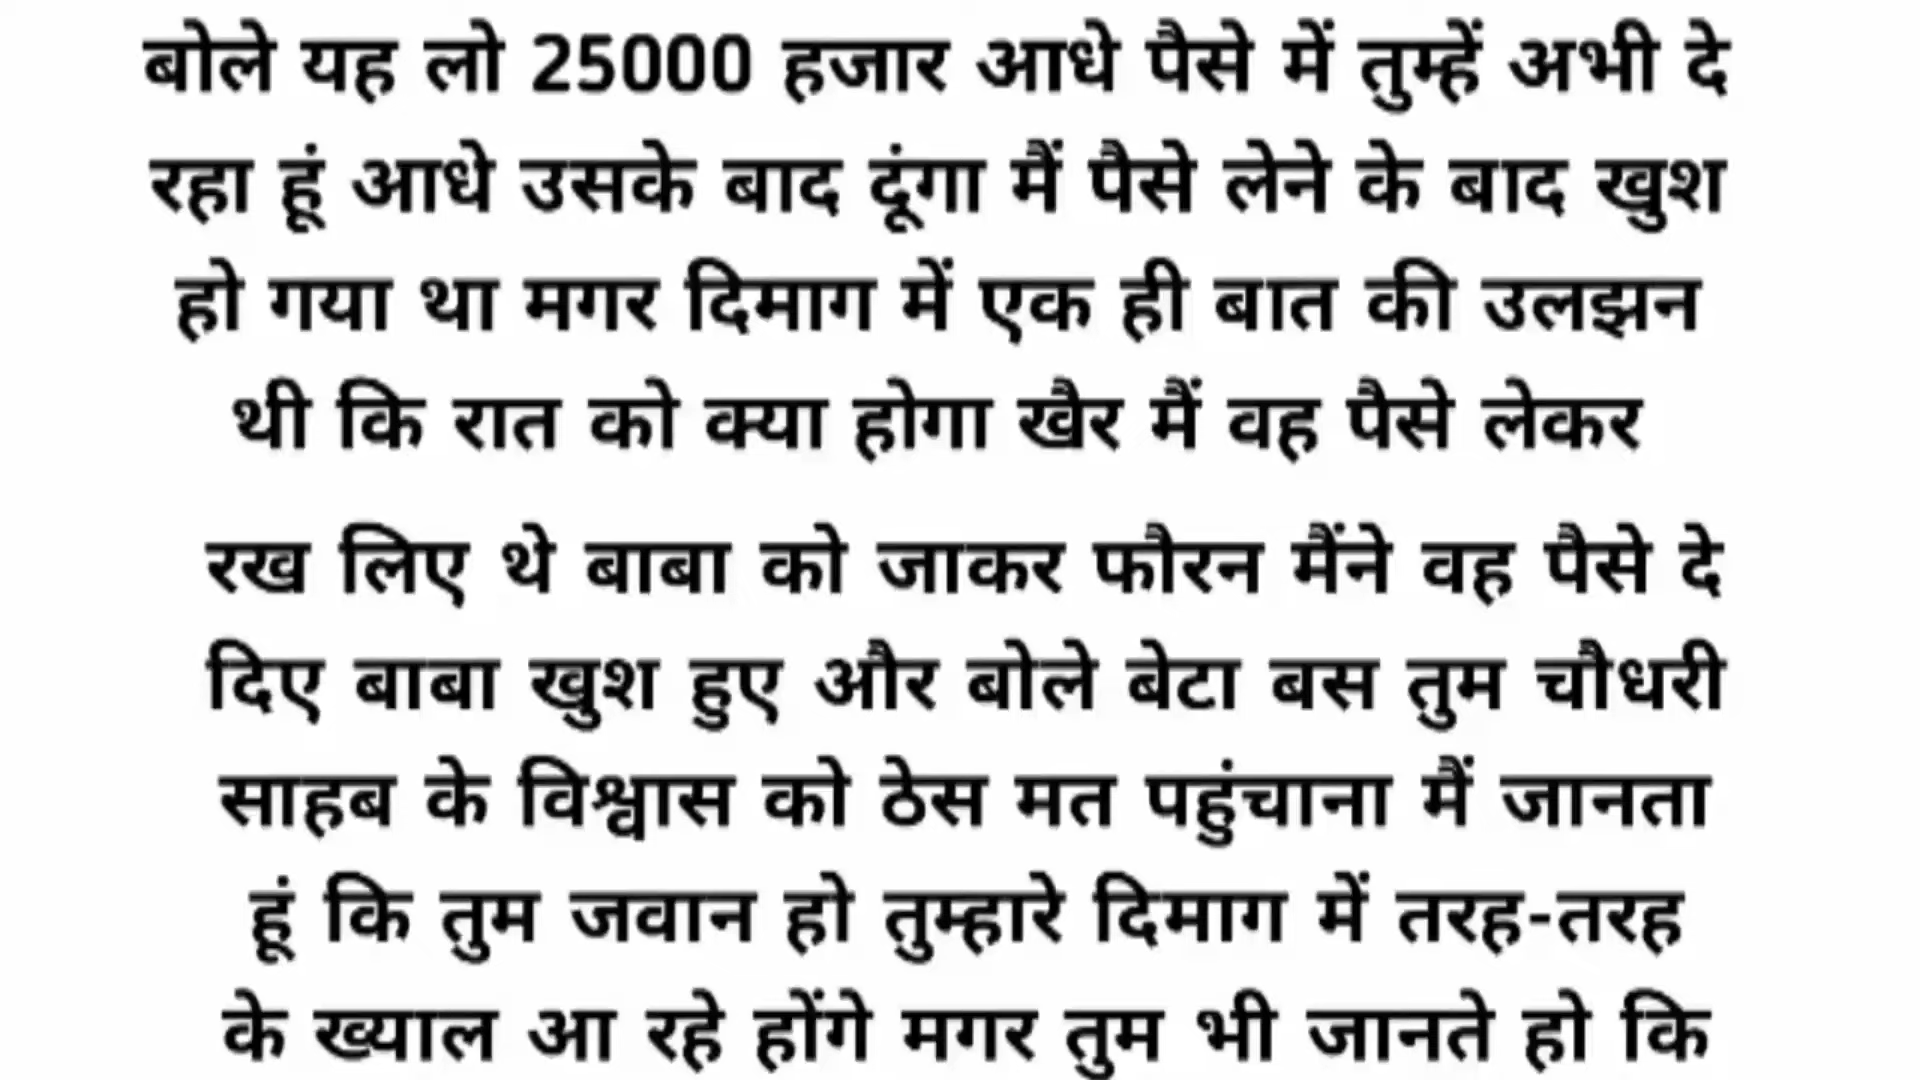 बोले यह लो 25000 हजार आधे पैसे में तुम्हें अभी दे
रहा हूं आधे उसके बाद दूंगा मैं पैसे लेने के बाद खुश
हो गया था मगर दिमाग में एक ही बात की उलझन
थी कि रात को क्या होगा खैर मैं वह पैसे लेकर
रख लिए थे बाबा को जाकर फौरन मैंने वह पैसे दे
दिए बाबा खुश हुए और बोले बेटा बस तुम चौधरी
साहब के विश्वास को ठेस मत पहुंचाना मैं जानता
हूं कि तुम जवान हो तुम्हारे दिमाग में तरह-तरह
के ख्याल आ रहे होंगे मगर तुम भी जानते हो कि